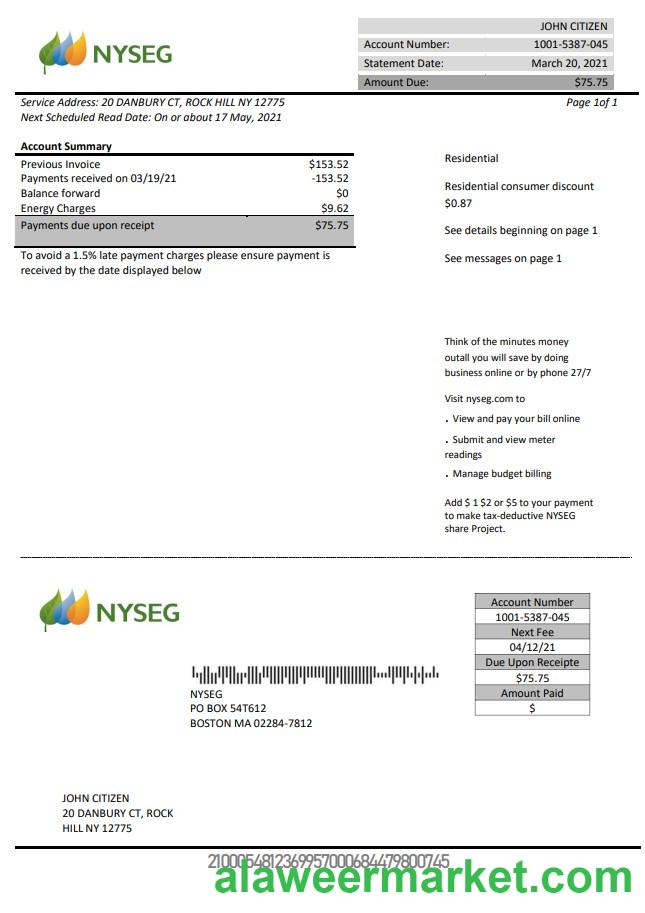 NYSEG
JOHN CITIZEN
Account Number: 1001-5387-045
Statement Date: March 20, 2021
Amount Due: $75.75
Service Address: 20 DANBURY CT, ROCK HILL NY 12775
Page 1of 1
Next Scheduled Read Date: On or about 17 May, 2021
Account Summary
Previous Invoice $153.52
Payments received on 03/19/21 -153.52
Balance forward $0
Energy Charges $9.62
Payments due upon receipt $75.75
To avoid a 1.5% late payment charges please ensure payment is
received by the date displayed below
Residential
Residential consumer discount
$0.87
See details beginning on page 1
See messages on page 1
Think of the minutes money
outall you will save by doing
business online or by phone 27/7
Visit nyseg.com to
. View and pay your bill online
. Submit and view meter
readings
. Manage budget billing
Add $ 1 $2 or $5 to your payment
to make tax-deductive NYSEG
share Project.
NYSEG
Account Number
1001-5387-045
Next Fee
04/12/21
Due Upon Receipte
$75.75
Amount Paid
$
NYSEG
PO BOX 54T612
BOSTON MA 02284-7812
JOHN CITIZEN
20 DANBURY CT, ROCK
HILL NY 12775
2100054812369957000684479800745
alaweermarket.com